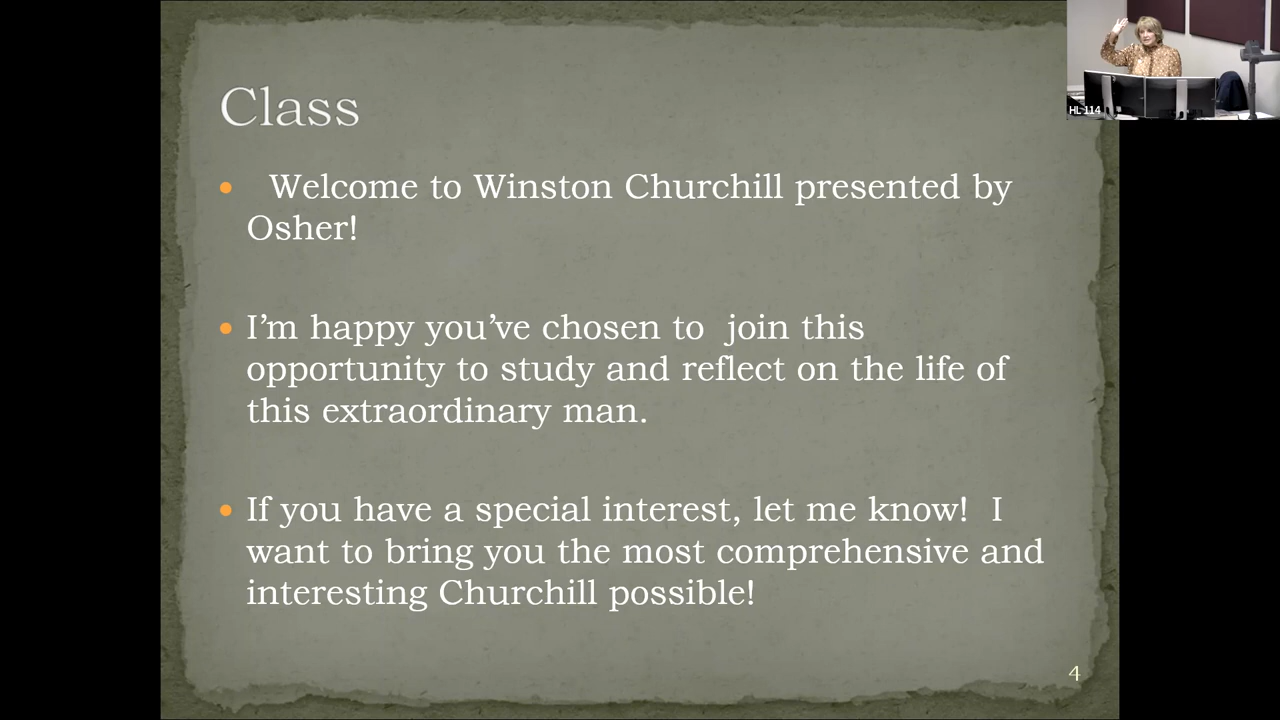 Class
Welcome to Winston Churchill presented by
Osher!
I'm happy you've chosen to  join this
opportunity to study and reflect on the life of
this extraordinary man.
If you have a special interest, let me know!  I
want to bring you the most comprehensive and
interesting Churchill possible!
4
HL 114